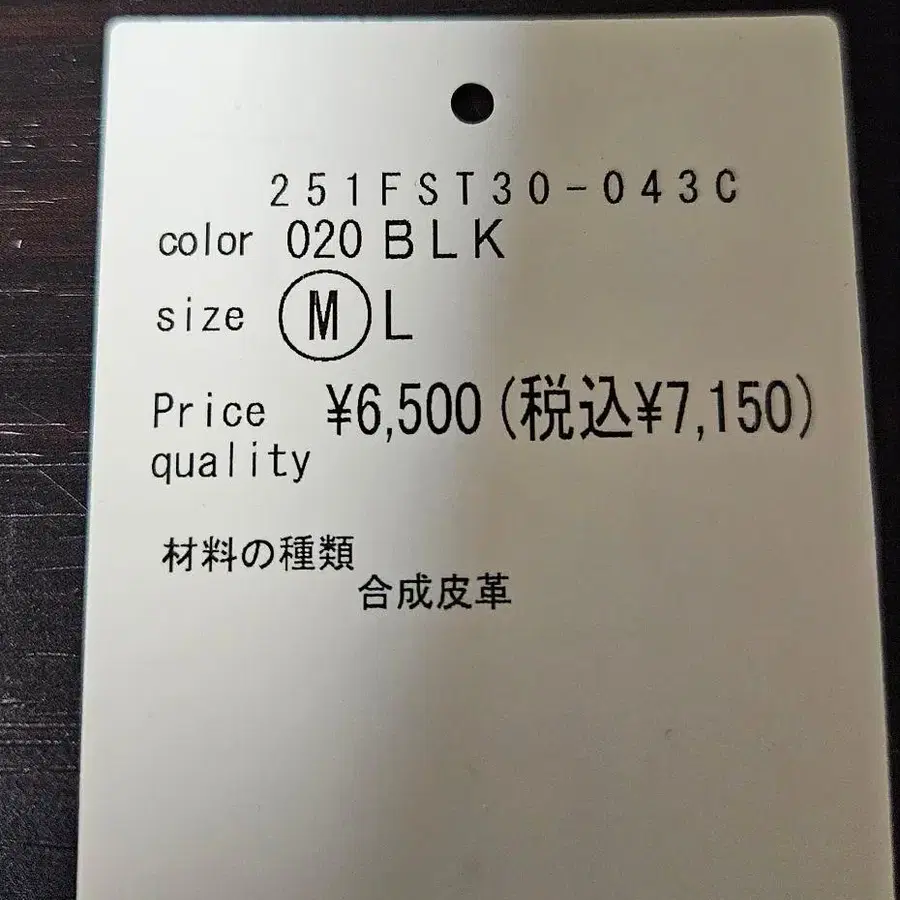 251FST30-043C
color 020 BLK
size M L
Price ¥6,500 (税込¥7,150)
quality
材料の種類
合成皮革